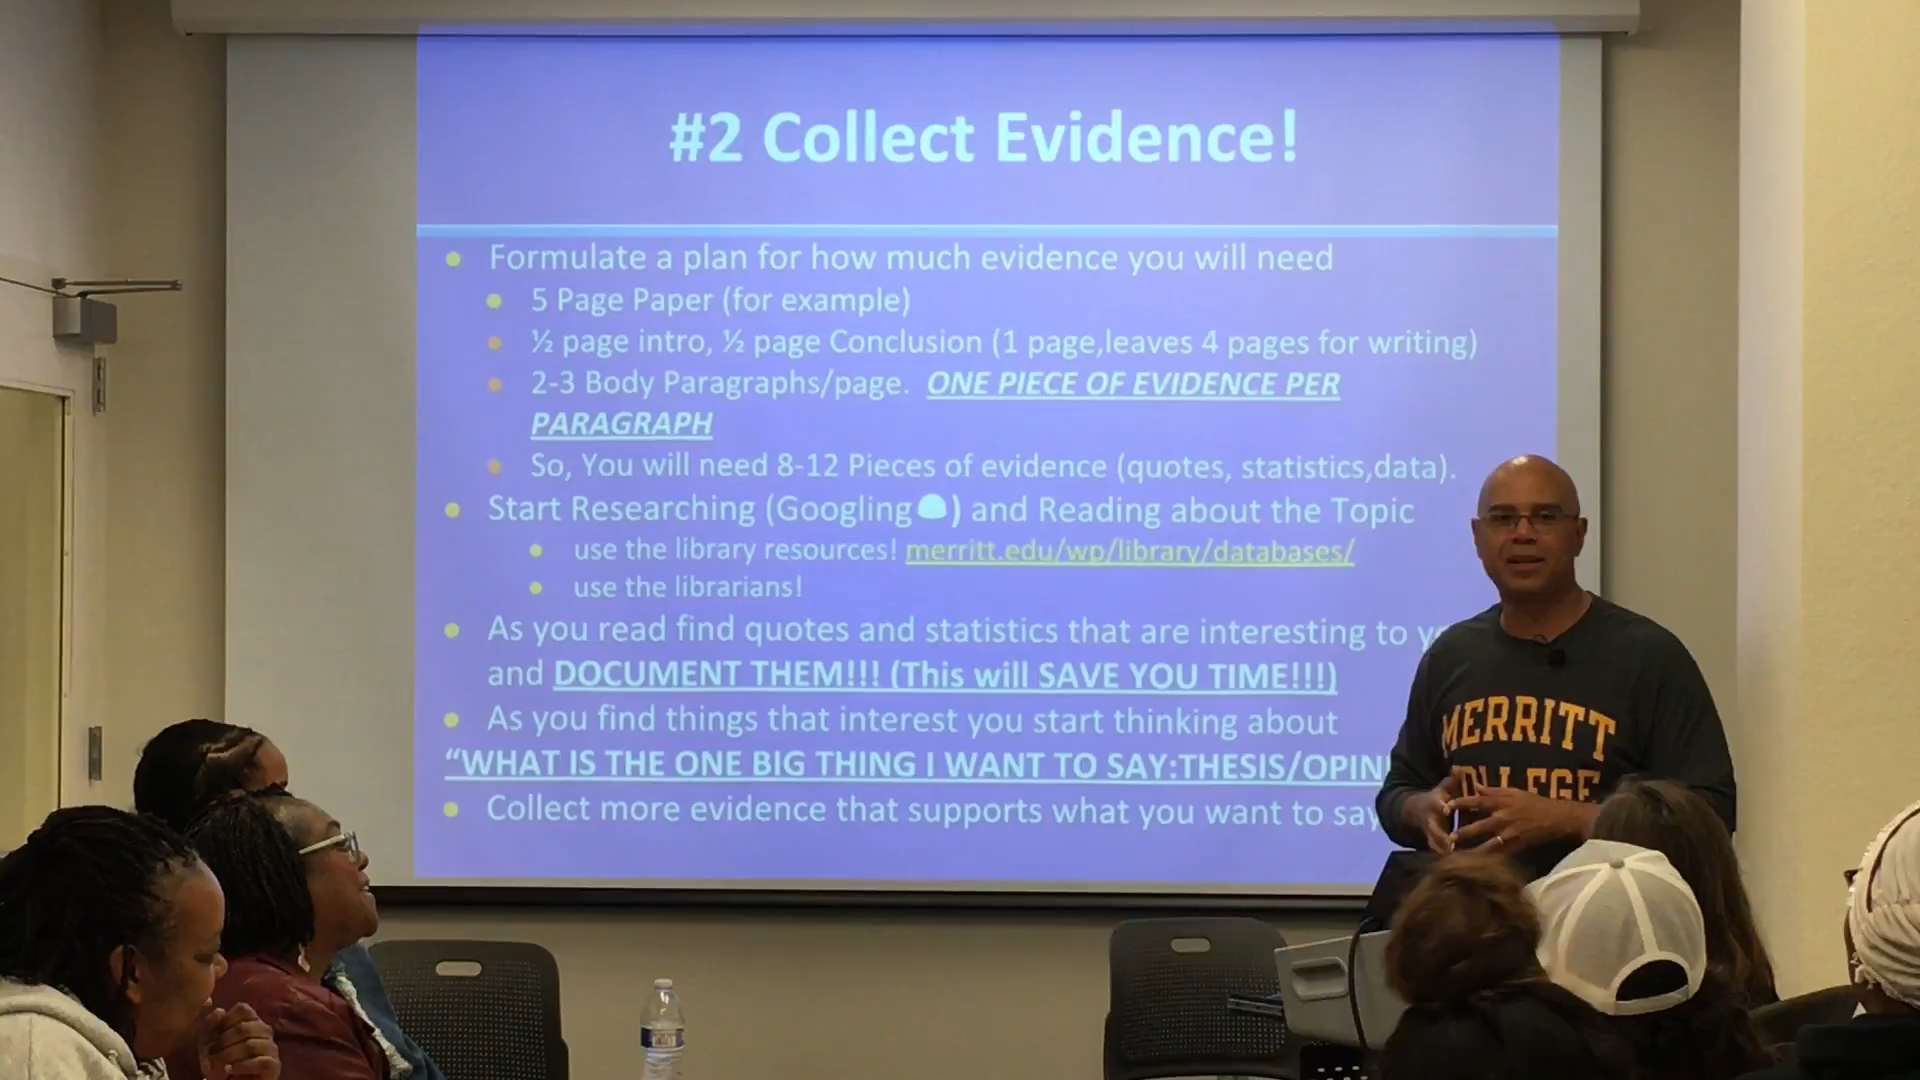 #2 Collect Evidence!
Formulate a plan for how much evidence you will need
5 Page Paper (for example)
½ page intro, ½ page Conclusion (1 page,leaves 4 pages for writing)
2-3 Body Paragraphs/page. ONE PIECE OF EVIDENCE PER
PARAGRAPH
So, You will need 8-12 Pieces of evidence (quotes, statistics,data).
Start Researching (Googling) and Reading about the Topic
use the library resources! merritt.edu/wp/library/databases/
use the librarians!
As you read find quotes and statistics that are interesting to
and DOCUMENT THEM!!! (This will SAVE YOU TIME!!!)
As you find things that interest you start thinking about
“WHAT IS THE ONE BIG THING I WANT TO SAY:THESIS/OPINI
Collect more evidence that supports what you want to say
MERRITT
COLLEGE